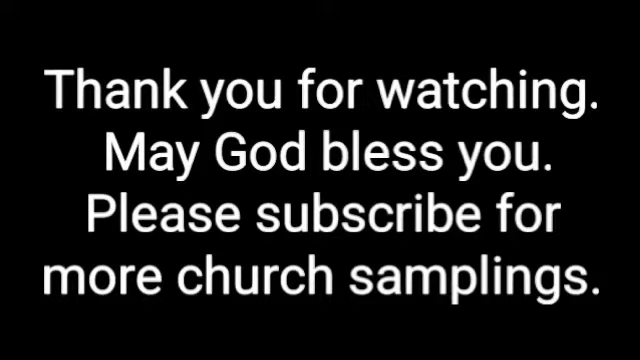 Thank you for watching.
May God bless you.
Please subscribe for
more church samplings.